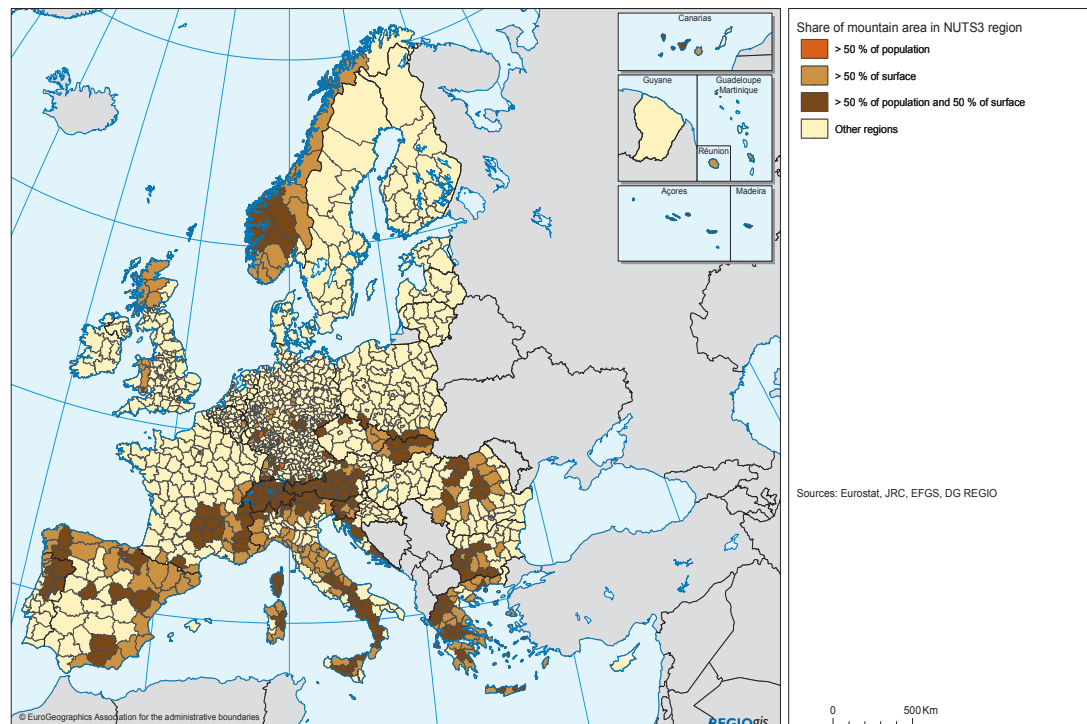 Canarias
Guyane
Guadeloupe
Martinique
Réunion
Açores
Madeira
© EuroGeographics Association for the administrative boundaries
REGIOgis
Share of mountain area in NUTS3 region
> 50 % of population
> 50 % of surface
> 50 % of population and 50 % of surface
Other regions
Sources: Eurostat, JRC, EFGS, DG REGIO
0 500 Km